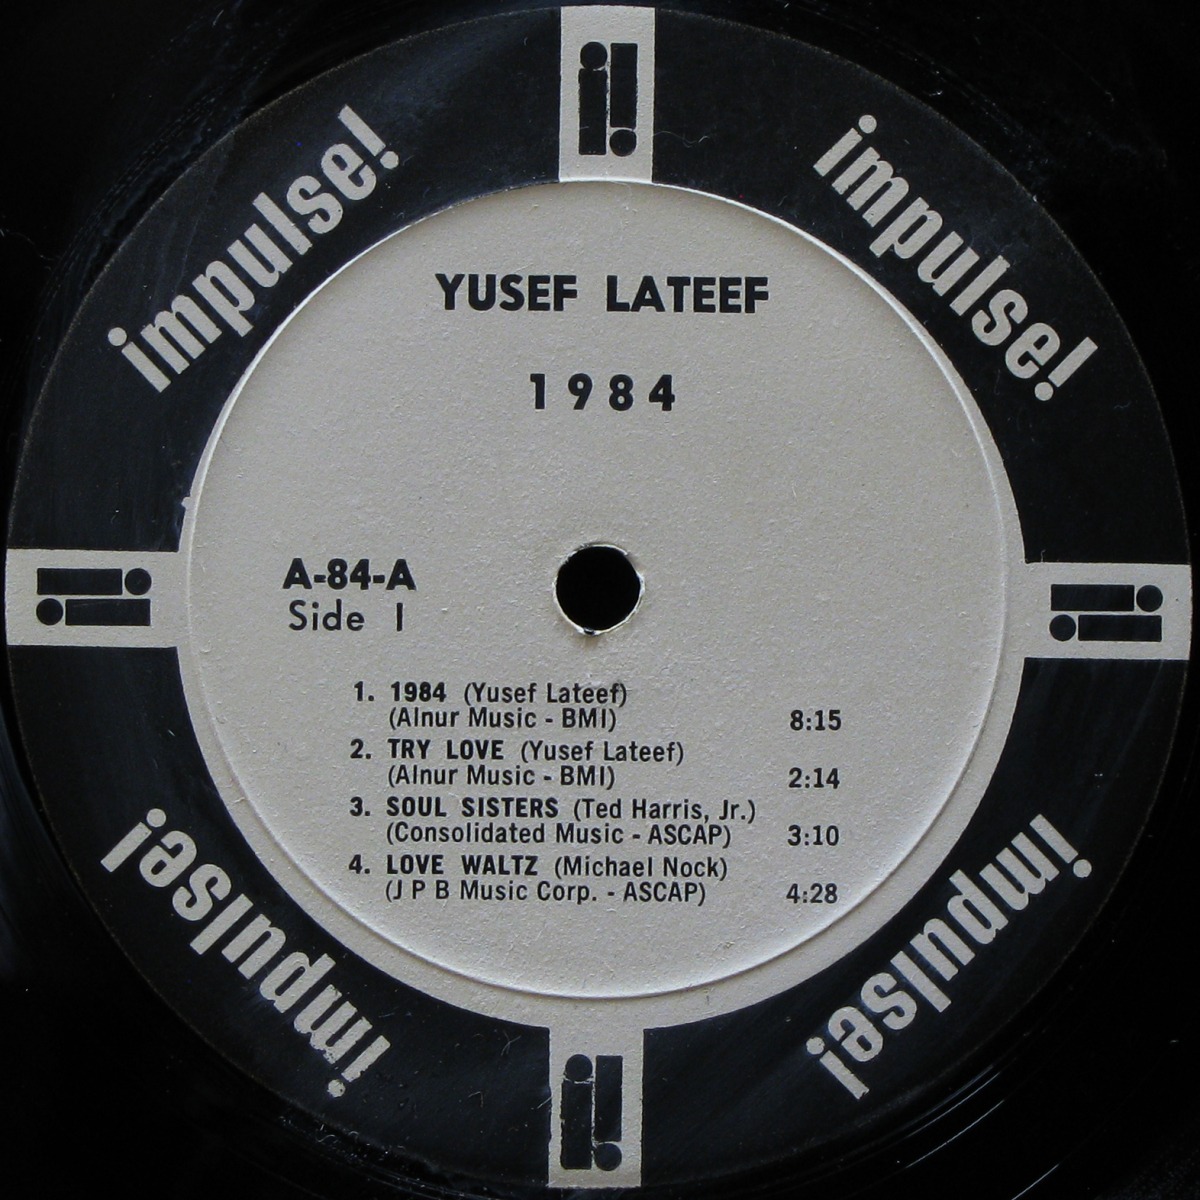 impulse!
impulse!
YUSEF LATEEF
1984
A-84-A
Side 1
1. 1984 (Yusef Lateef)
(Alnur Music - BMI) 8:15
2. TRY LOVE (Yusef Lateef)
(Alnur Music - BMI) 2:14
3. SOUL SISTERS (Ted Harris, Jr.)
(Consolidated Music - ASCAP) 3:10
4. LOVE WALTZ (Michael Nock)
(J P B Music Corp. - ASCAP) 4:28
impulse!
impulse!